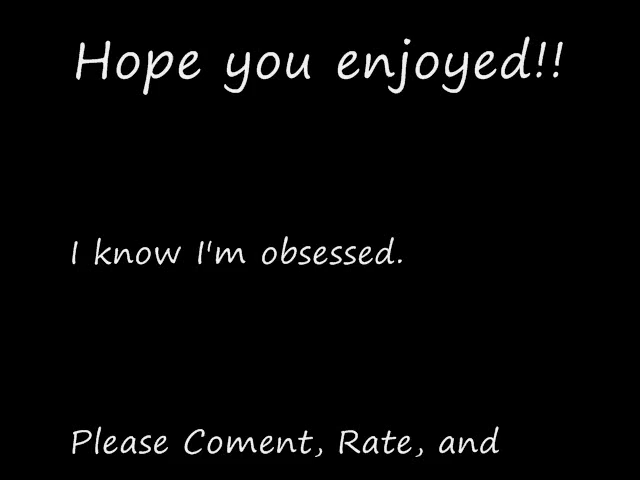 Hope you enjoyed!!
I know I'm obsessed.
Please Coment, Rate, and